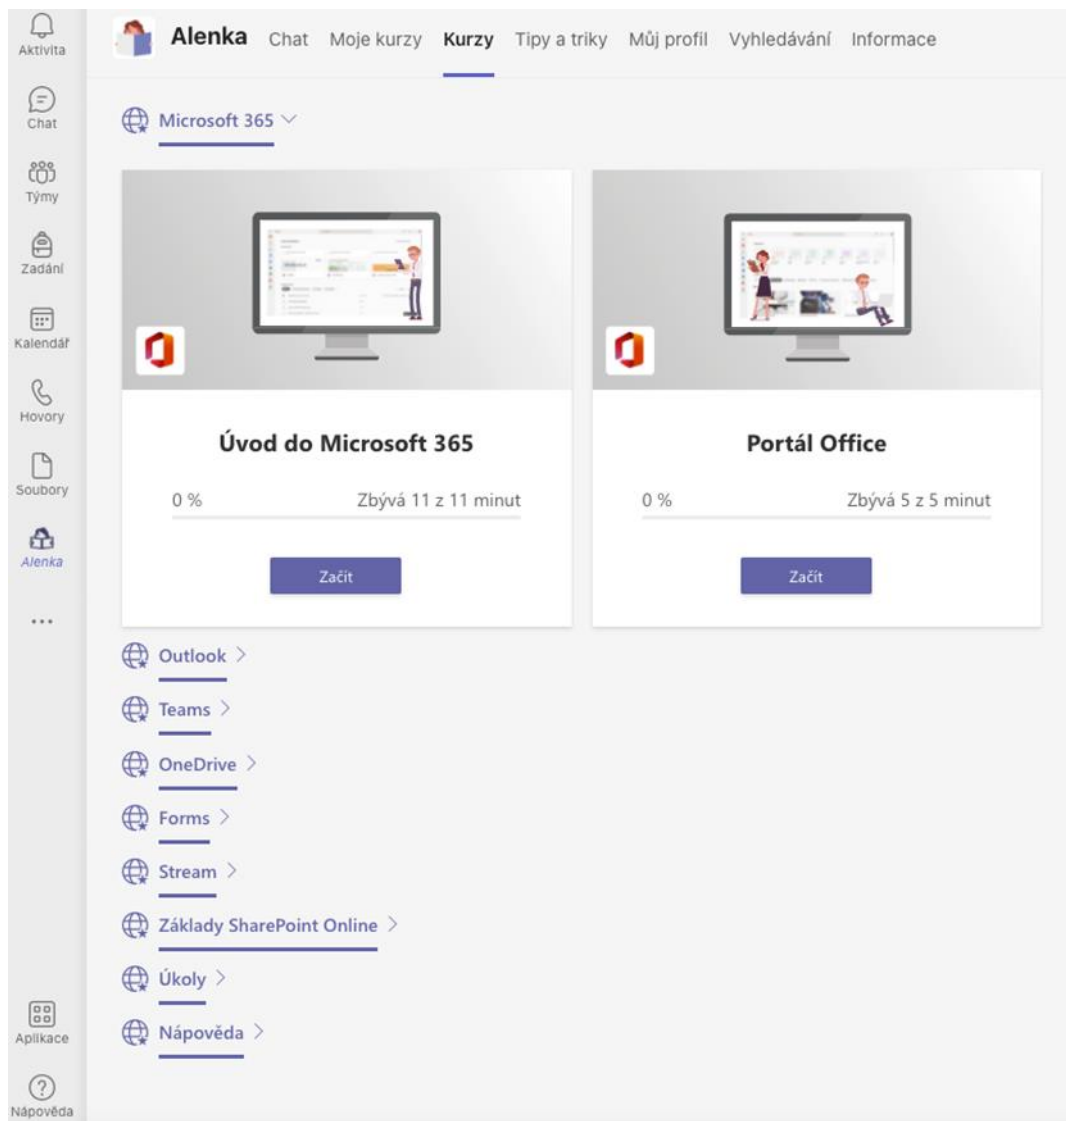 Aktivita
Chat
Týmy
Zadání
Kalendář
Hovory
Soubory
Alenka
Aplikace
Nápověda
Alenka Chat Moje kurzy Kurzy Tipy a triky Můj profil Vyhledávání Informace
Microsoft 365
Úvod do Microsoft 365
0 % Zbývá 11 z 11 minut
Začít
Portál Office
0 % Zbývá 5 z 5 minut
Začít
Outlook
Teams
OneDrive
Forms
Stream
Základy SharePoint Online
Úkoly
Nápověda